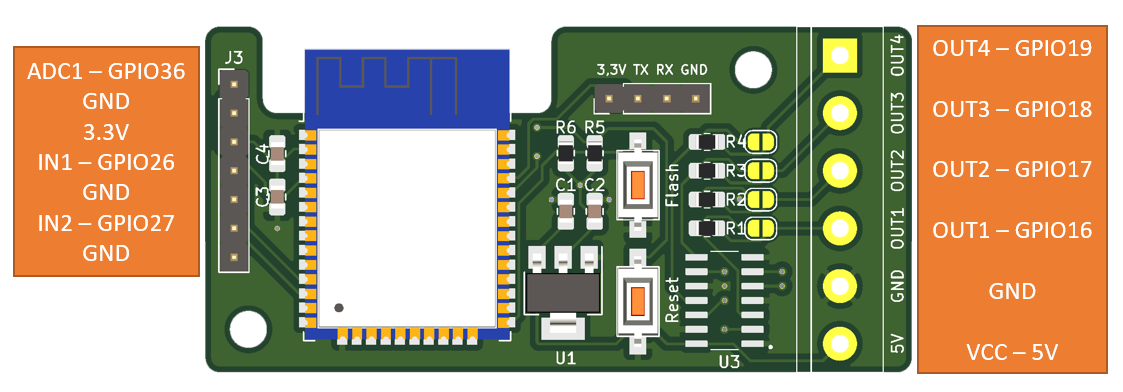 ADC1 – GPIO36
GND
3.3V
IN1 – GPIO26
GND
IN2 – GPIO27
GND
J3
C4
C3
3,3V TX RX GND
R6 R5
C1 C2
Flash
Reset
R4
R3
R2
R1
U1
U3
OUT4
OUT3
OUT2
OUT1
GND
5V
OUT4 – GPIO19
OUT3 – GPIO18
OUT2 – GPIO17
OUT1 – GPIO16
GND
VCC – 5V